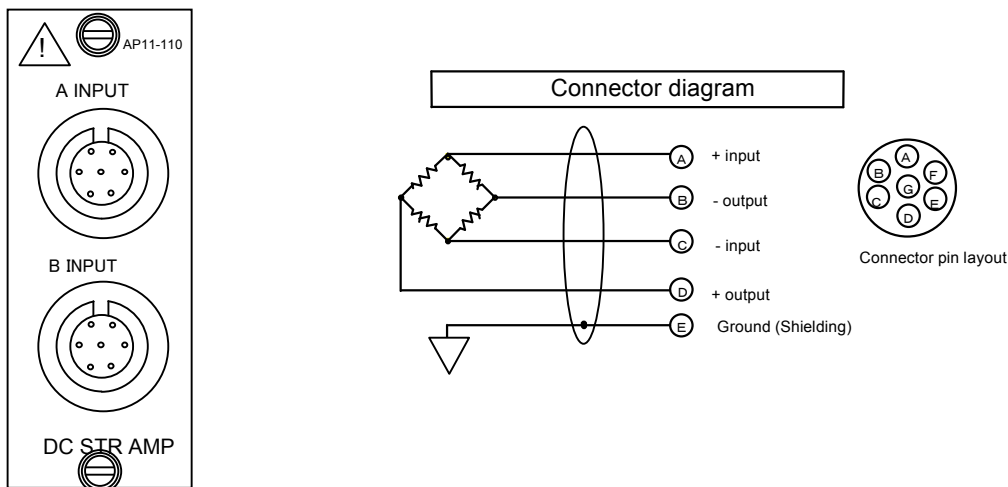 !
AP11-110
A INPUT
B INPUT
DC STR AMP
Connector diagram
A + input
B - output
C - input
D + output
E Ground (Shielding)
A
B F
G
C E
D
Connector pin layout